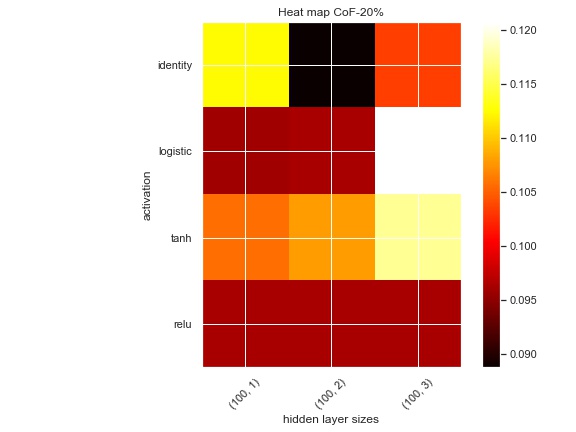 Heat map CoF-20%
activation
identity
logistic
tanh
relu
(100, 1)
(100, 2)
(100, 3)
hidden layer sizes
0.120
0.115
0.110
0.105
0.100
0.095
0.090